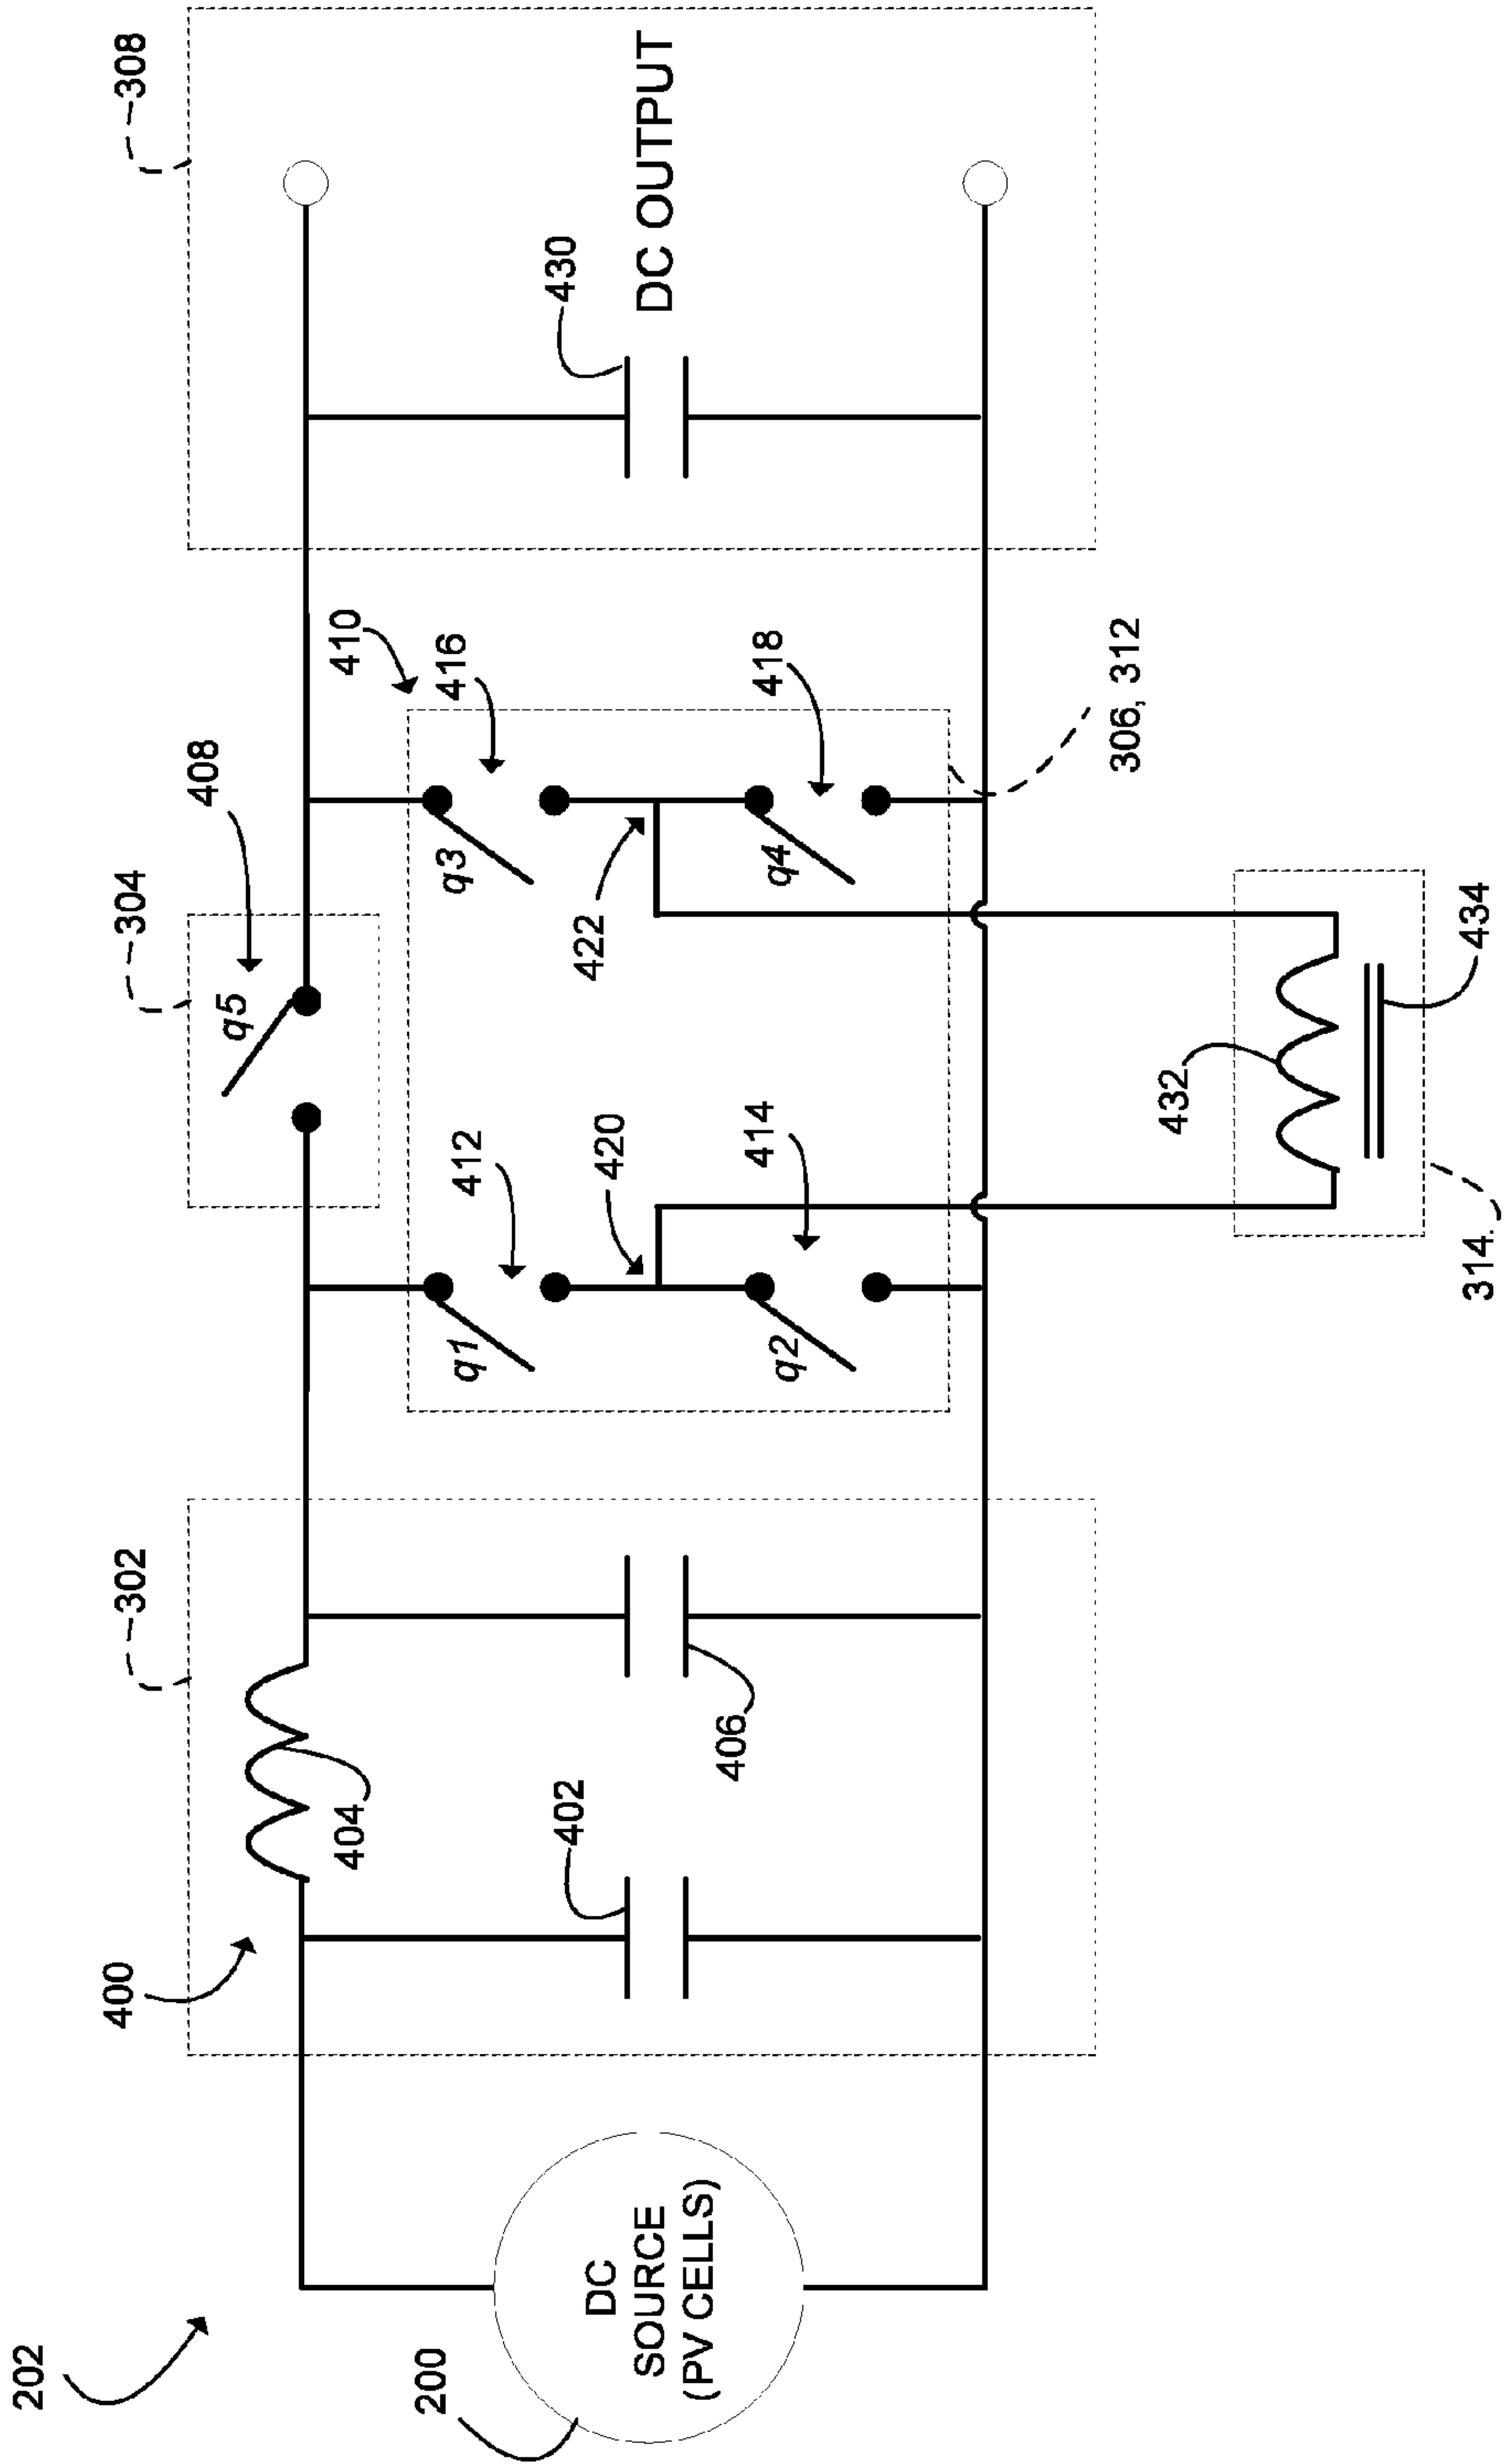 202
200
DC
SOURCE
(PV CELLS)
400
302
404
402
406
304
q5
408
410
q1
412
420
q2
414
q3
416
422
q4
418
306, 312
432
434
314.
308
430
DC OUTPUT